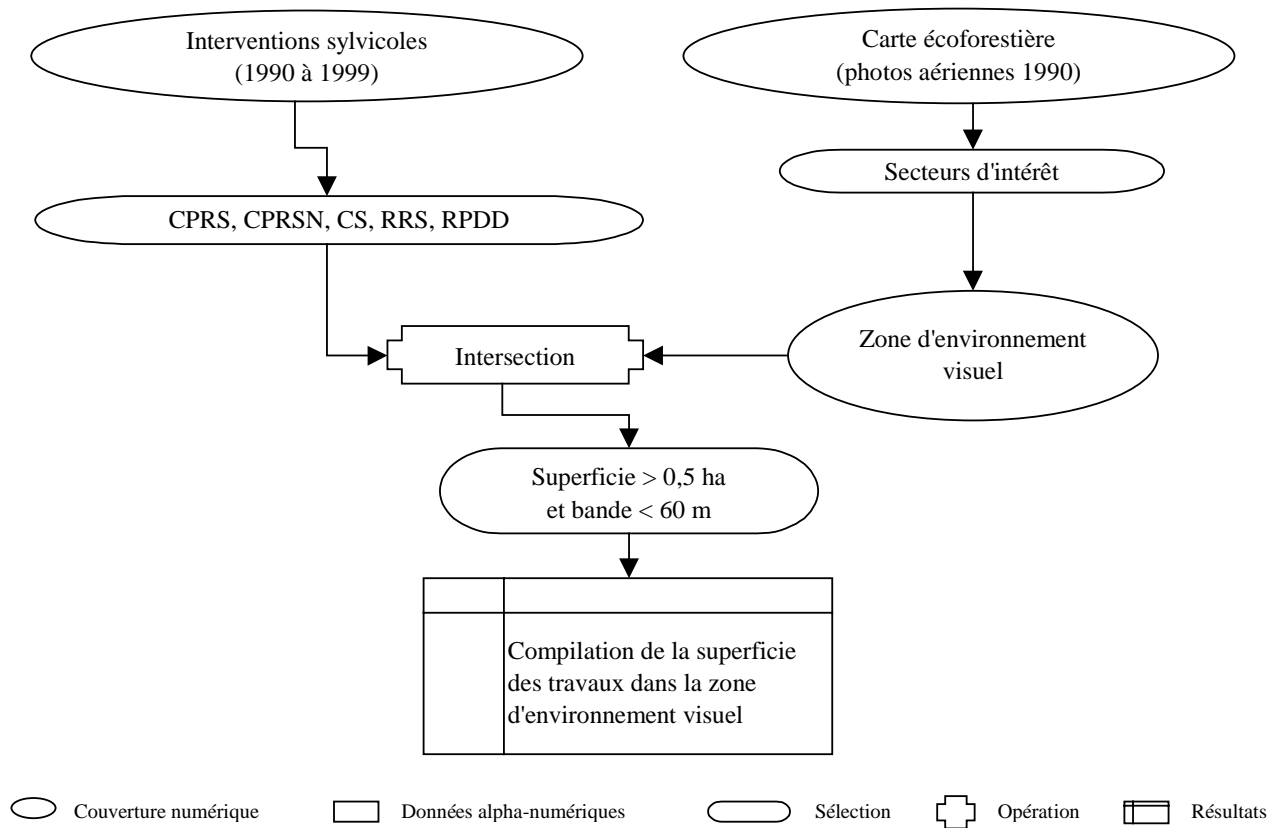 Interventions sylvicoles
(1990 à 1999)
Carte écoforestière
(photos aériennes 1990)
Secteurs d'intérêt
CPRS, CPRSN, CS, RRS, RPDD
Zone d'environnement
visuel
Intersection
Superficie > 0,5 ha
et bande < 60 m
Compilation de la superficie
des travaux dans la zone
d'environnement visuel
Couverture numérique
Données alpha-numériques
Sélection
Opération
Résultats